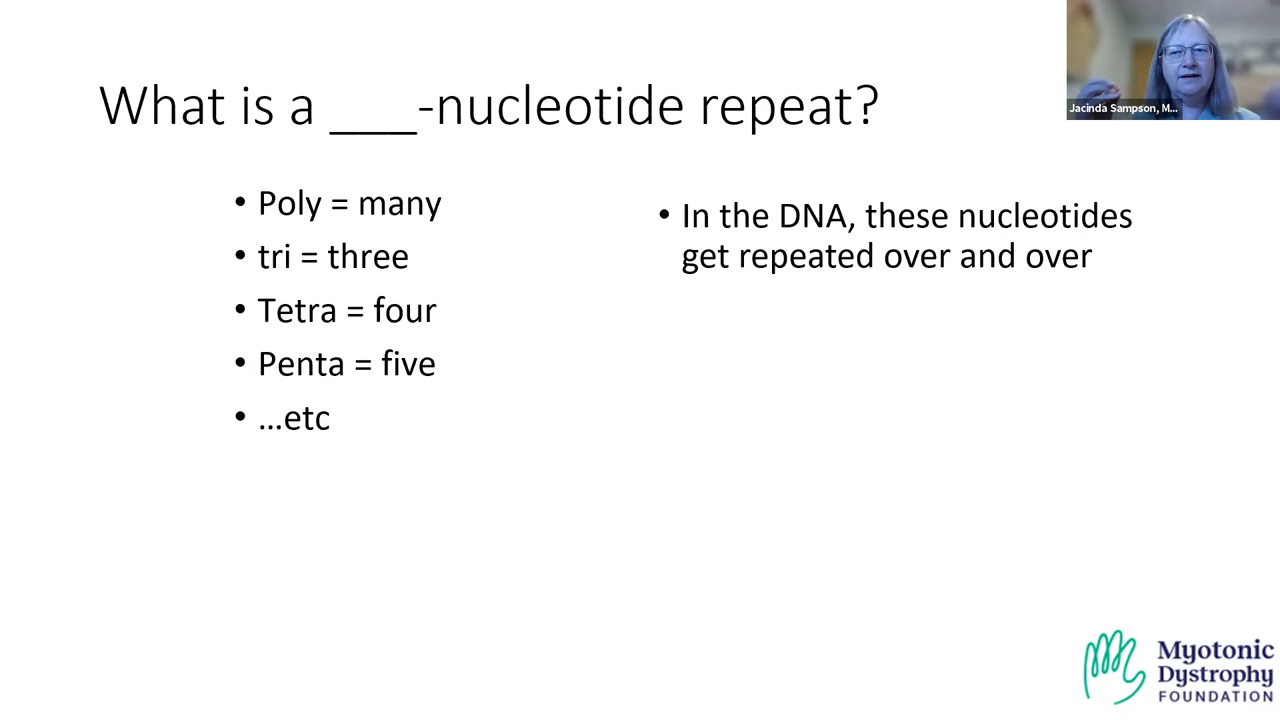 What is a ___-nucleotide repeat?
Jacinda Sampson, M...
• Poly = many
• tri = three
• Tetra = four
• Penta = five
• ...etc
• In the DNA, these nucleotides
get repeated over and over
Myotonic
Dystrophy
FOUNDATION